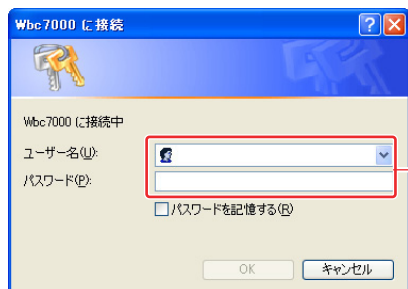 Wbc7000 に接続
Wbc7000 に接続中
ユーザー名(U):
パスワード(P):
パスワードを記憶する(R)
OK キャンセル